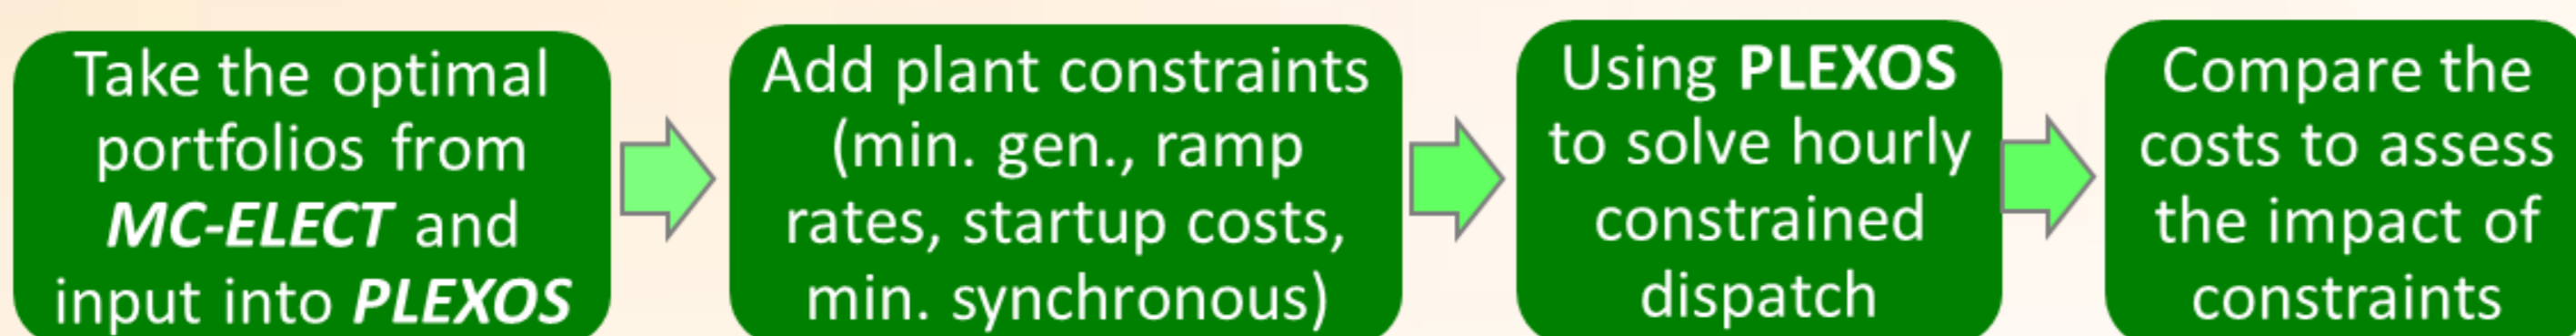 Take the optimal
portfolios from
MC-ELECT and
input into PLEXOS
Add plant constraints
(min. gen., ramp
rates, startup costs,
min. synchronous)
Using PLEXOS
to solve hourly
constrained
dispatch
Compare the
costs to assess
the impact of
constraints